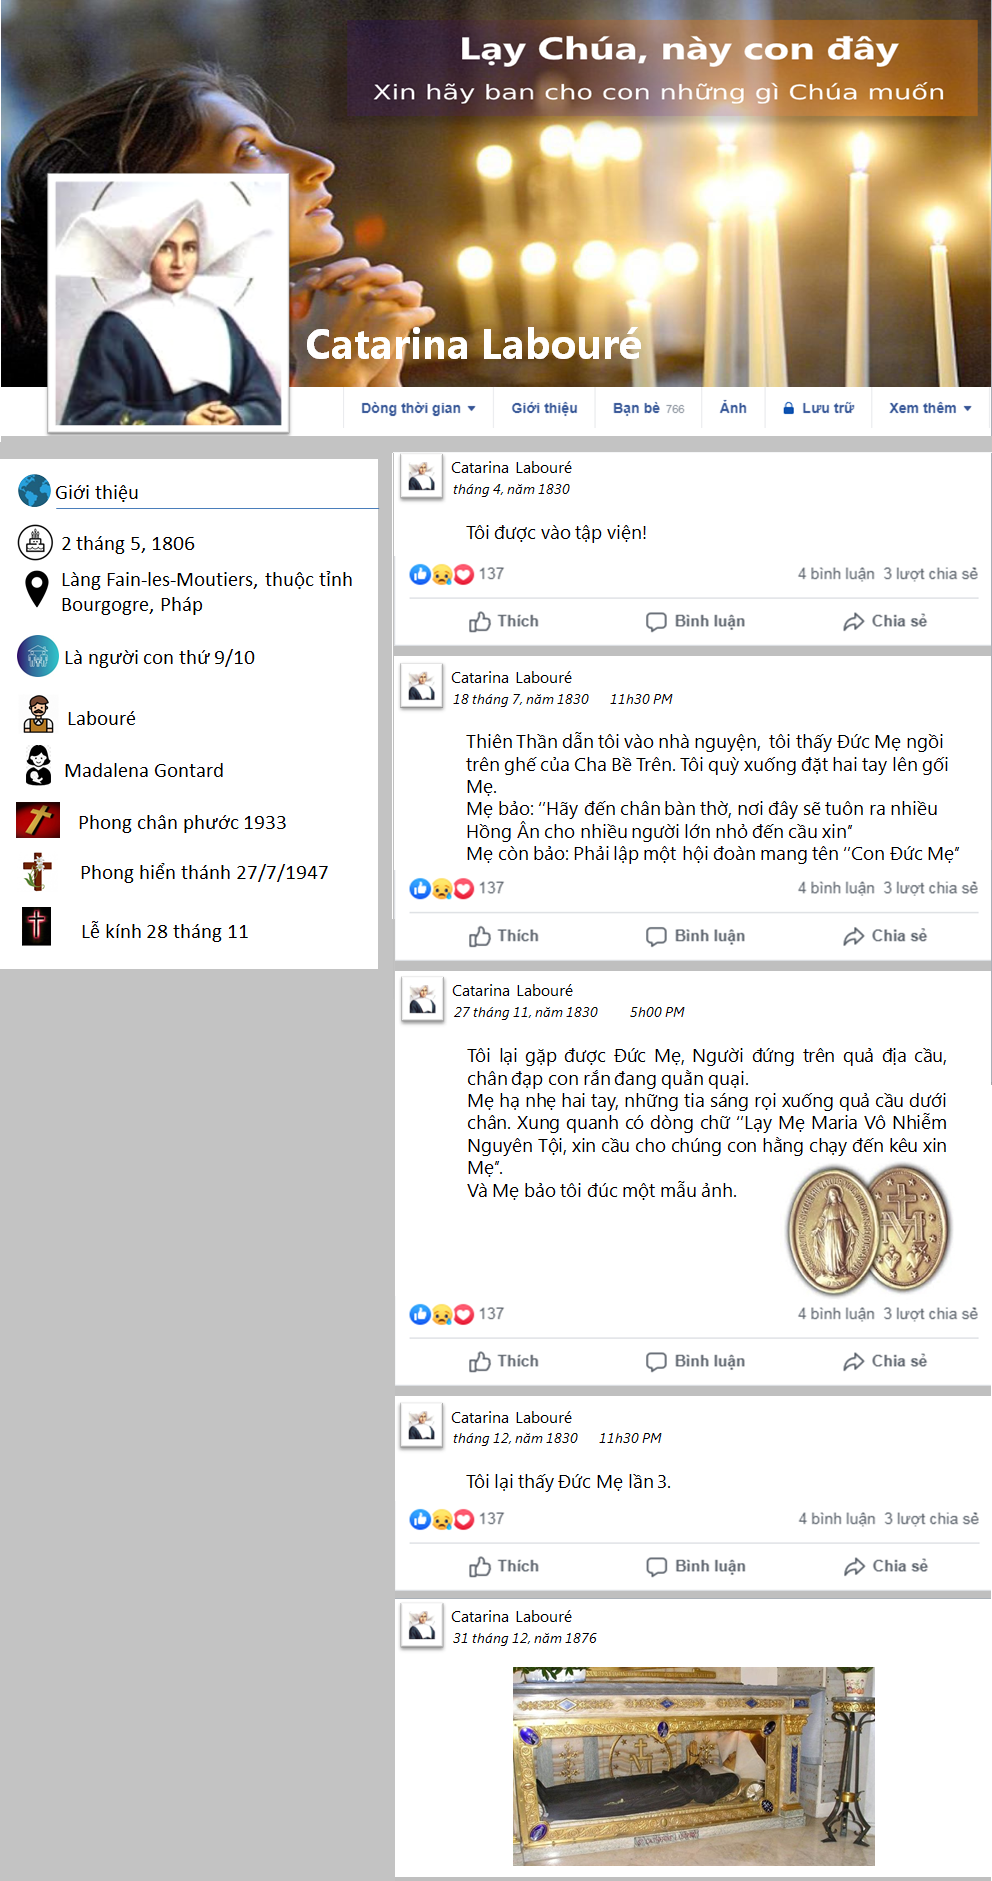 Lạy Chúa, này con đây
Xin hãy ban cho con những gì Chúa muốn
Catarina Labouré
Dòng thời gian
Giới thiệu
Bạn bè 766
Ảnh
Lưu trữ
Xem thêm
Giới thiệu
2 tháng 5, 1806
Làng Fain-les-Moutiers, thuộc tỉnh
Bourgogre, Pháp
Là người con thứ 9/10
Labouré
Madalena Gontard
Phong chân phước 1933
Phong hiển thánh 27/7/1947
Lễ kính 28 tháng 11
Catarina Labouré
tháng 4, năm 1830
Tôi được vào tập viện!
137 4 bình luận 3 lượt chia sẻ
Thích Bình luận Chia sẻ
Catarina Labouré
18 tháng 7, năm 1830 11h30 PM
Thiên Thần dẫn tôi vào nhà nguyện, tôi thấy Đức Mẹ ngồi
trên ghế của Cha Bề Trên. Tôi quỳ xuống đặt hai tay lên gối
Mẹ.
Mẹ bảo: ‘’Hãy đến chân bàn thờ, nơi đây sẽ tuôn ra nhiều
Hồng Ân cho nhiều người lớn nhỏ đến cầu xin’’
Mẹ còn bảo: Phải lập một hội đoàn mang tên ‘’Con Đức Mẹ’’
137 4 bình luận 3 lượt chia sẻ
Thích Bình luận Chia sẻ
Catarina Labouré
27 tháng 11, năm 1830 5h00 PM
Tôi lại gặp được Đức Mẹ, Người đứng trên quả địa cầu,
chân đạp con rắn đang quằn quại.
Mẹ hạ nhẹ hai tay, những tia sáng rọi xuống quả cầu dưới
chân. Xung quanh có dòng chữ ‘’Lạy Mẹ Maria Vô Nhiễm
Nguyên Tội, xin cầu cho chúng con hằng chạy đến kêu xin
Mẹ’’.
Và Mẹ bảo tôi đúc một mẫu ảnh.
137 4 bình luận 3 lượt chia sẻ
Thích Bình luận Chia sẻ
Catarina Labouré
tháng 12, năm 1830 11h30 PM
Tôi lại thấy Đức Mẹ lần 3.
137 4 bình luận 3 lượt chia sẻ
Thích Bình luận Chia sẻ
Catarina Labouré
31 tháng 12, năm 1876